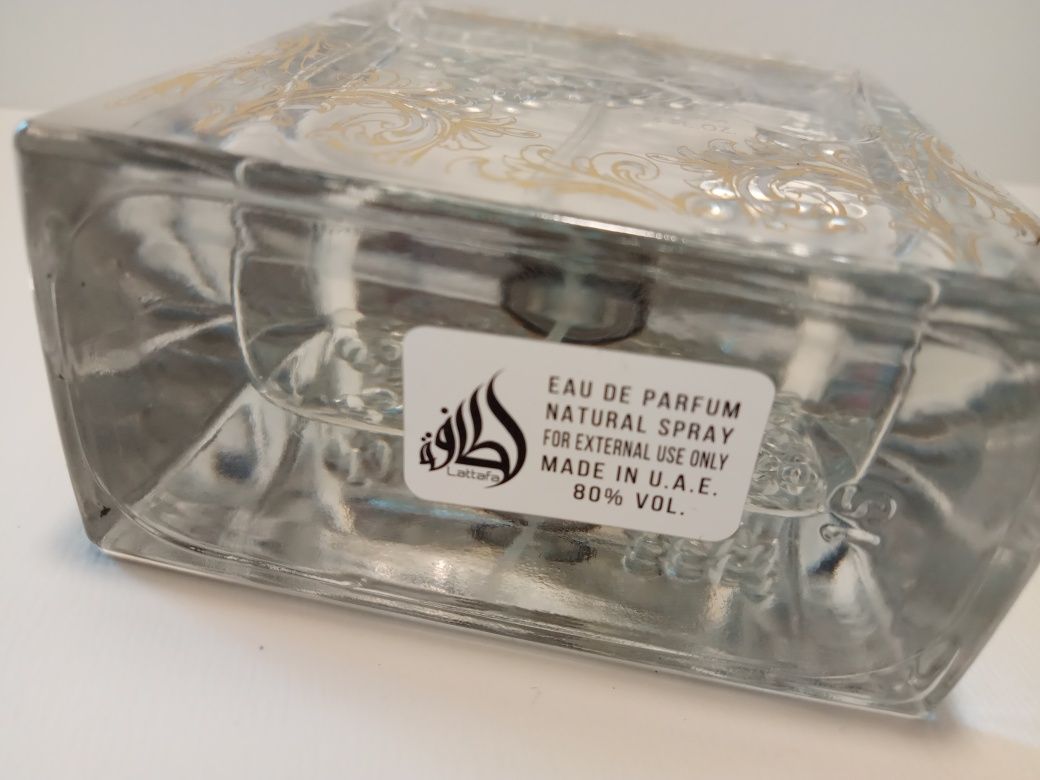 لطافة
Lattafa
EAU DE PARFUM
NATURAL SPRAY
FOR EXTERNAL USE ONLY
MADE IN U.A.E.
80% VOL.